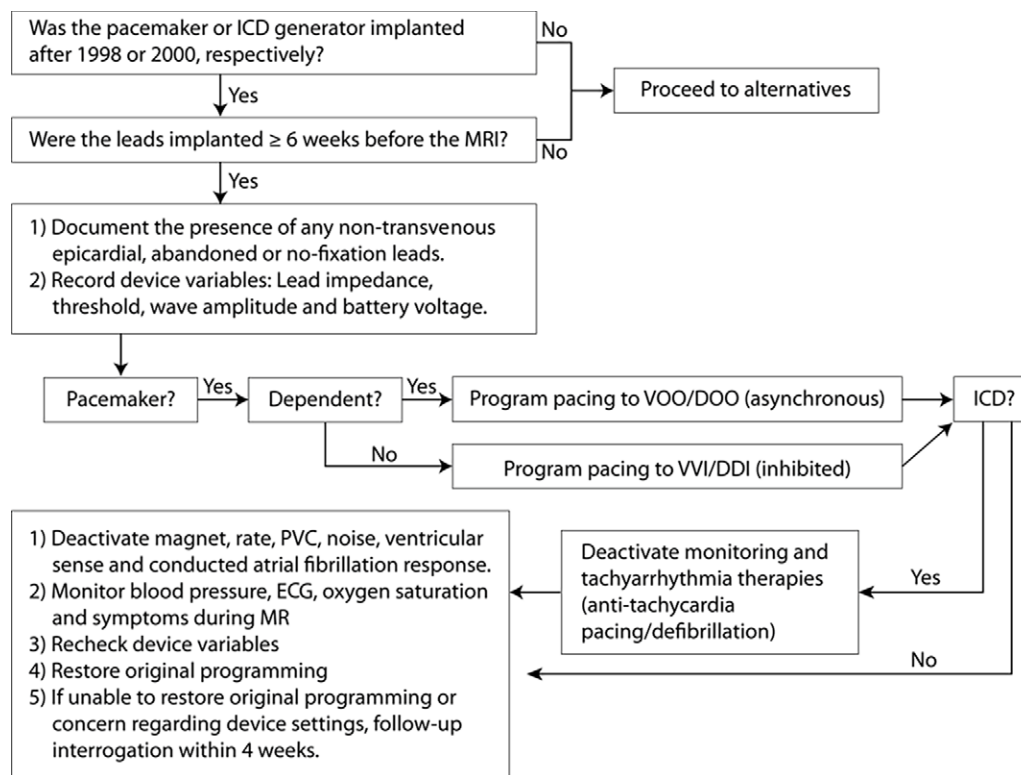 Was the pacemaker or ICD generator implanted
after 1998 or 2000, respectively?
No
Proceed to alternatives
Yes
Were the leads implanted ≥ 6 weeks before the MRI?
No
Yes
1) Document the presence of any non-transvenous
epicardial, abandoned or no-fixation leads.
2) Record device variables: Lead impedance,
threshold, wave amplitude and battery voltage.
Pacemaker?
Yes
Dependent?
Yes
Program pacing to VOO/DOO (asynchronous)
ICD?
No
Program pacing to VVI/DDI (inhibited)
1) Deactivate magnet, rate, PVC, noise, ventricular
sense and conducted atrial fibrillation response.
2) Monitor blood pressure, ECG, oxygen saturation
and symptoms during MR
3) Recheck device variables
4) Restore original programming
5) If unable to restore original programming or
concern regarding device settings, follow-up
interrogation within 4 weeks.
Deactivate monitoring and
tachyarrhythmia therapies
(anti-tachycardia
pacing/defibrillation)
Yes
No